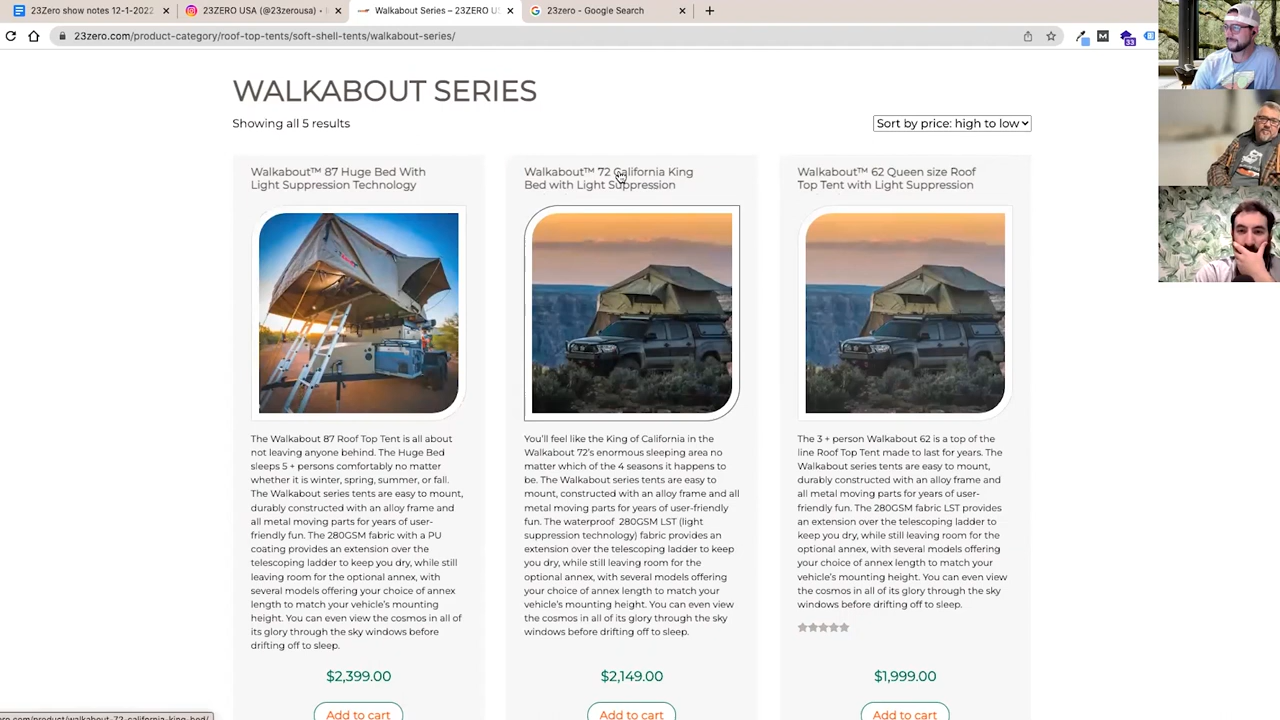 23Zero show notes 12-1-2022
23ZERO USA (@23zerousa) •
Walkabout Series – 23ZERO U
23zero - Google Search
23zero.com/product-category/roof-top-tents/soft-shell-tents/walkabout-series/
33
WALKABOUT SERIES
Showing all 5 results
Sort by price: high to low
Walkabout™ 87 Huge Bed With
Light Suppression Technology
The Walkabout 87 Roof Top Tent is all about
not leaving anyone behind. The Huge Bed
sleeps 5 + persons comfortably no matter
whether it is winter, spring, summer, or fall.
The Walkabout series tents are easy to mount,
durably constructed with an alloy frame and
all metal moving parts for years of user-
friendly fun. The 280GSM fabric with a PU
coating provides an extension over the
telescoping ladder to keep you dry, while still
leaving room for the optional annex, with
several models offering your choice of annex
length to match your vehicle's mounting
height. You can even view the cosmos in all of
its glory through the sky windows before
drifting off to sleep.
$2,399.00
Add to cart
Walkabout™ 72 California King
Bed with Light Suppression
You'll feel like the King of California in the
Walkabout 72's enormous sleeping area no
matter which of the 4 seasons it happens to
be. The Walkabout series tents are easy to
mount, constructed with an alloy frame and all
metal moving parts for years of user-friendly
fun. The waterproof 280GSM LST (light
suppression technology) fabric provides an
extension over the telescoping ladder to keep
you dry, while still leaving room for the
optional annex, with several models offering
your choice of annex length to match your
vehicle's mounting height. You can even view
the cosmos in all of its glory through the sky
windows before drifting off to sleep.
$2,149.00
Add to cart
Walkabout™ 62 Queen size Roof
Top Tent with Light Suppression
The 3 + person Walkabout 62 is a top of the
line Roof Top Tent made to last for years. The
Walkabout series tents are easy to mount,
durably constructed with an alloy frame and
all metal moving parts for years of user-
friendly fun. The 280GSM fabric LST provides
an extension over the telescoping ladder to
keep you dry, while still leaving room for the
optional annex, with several models offering
your choice of annex length to match your
vehicle's mounting height. You can even view
the cosmos in all of its glory through the sky
windows before drifting off to sleep.
$1,999.00
Add to cart
ero.com/product/walkabout-72-california-king-bed/